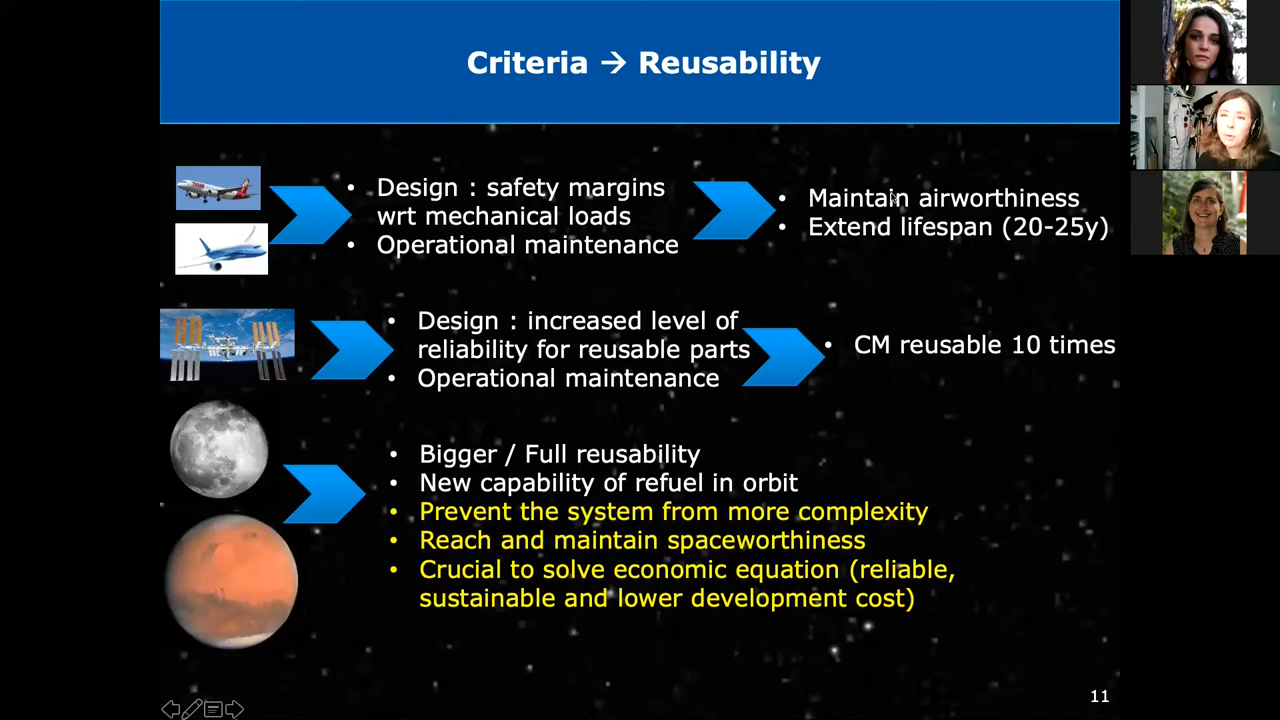 Criteria → Reusability
• Design : safety margins
wrt mechanical loads
• Operational maintenance
• Maintain airworthiness
• Extend lifespan (20-25y)
• Design : increased level of
reliability for reusable parts
• Operational maintenance
• CM reusable 10 times
• Bigger / Full reusability
• New capability of refuel in orbit
• Prevent the system from more complexity
• Reach and maintain spaceworthiness
• Crucial to solve economic equation (reliable,
sustainable and lower development cost)
11